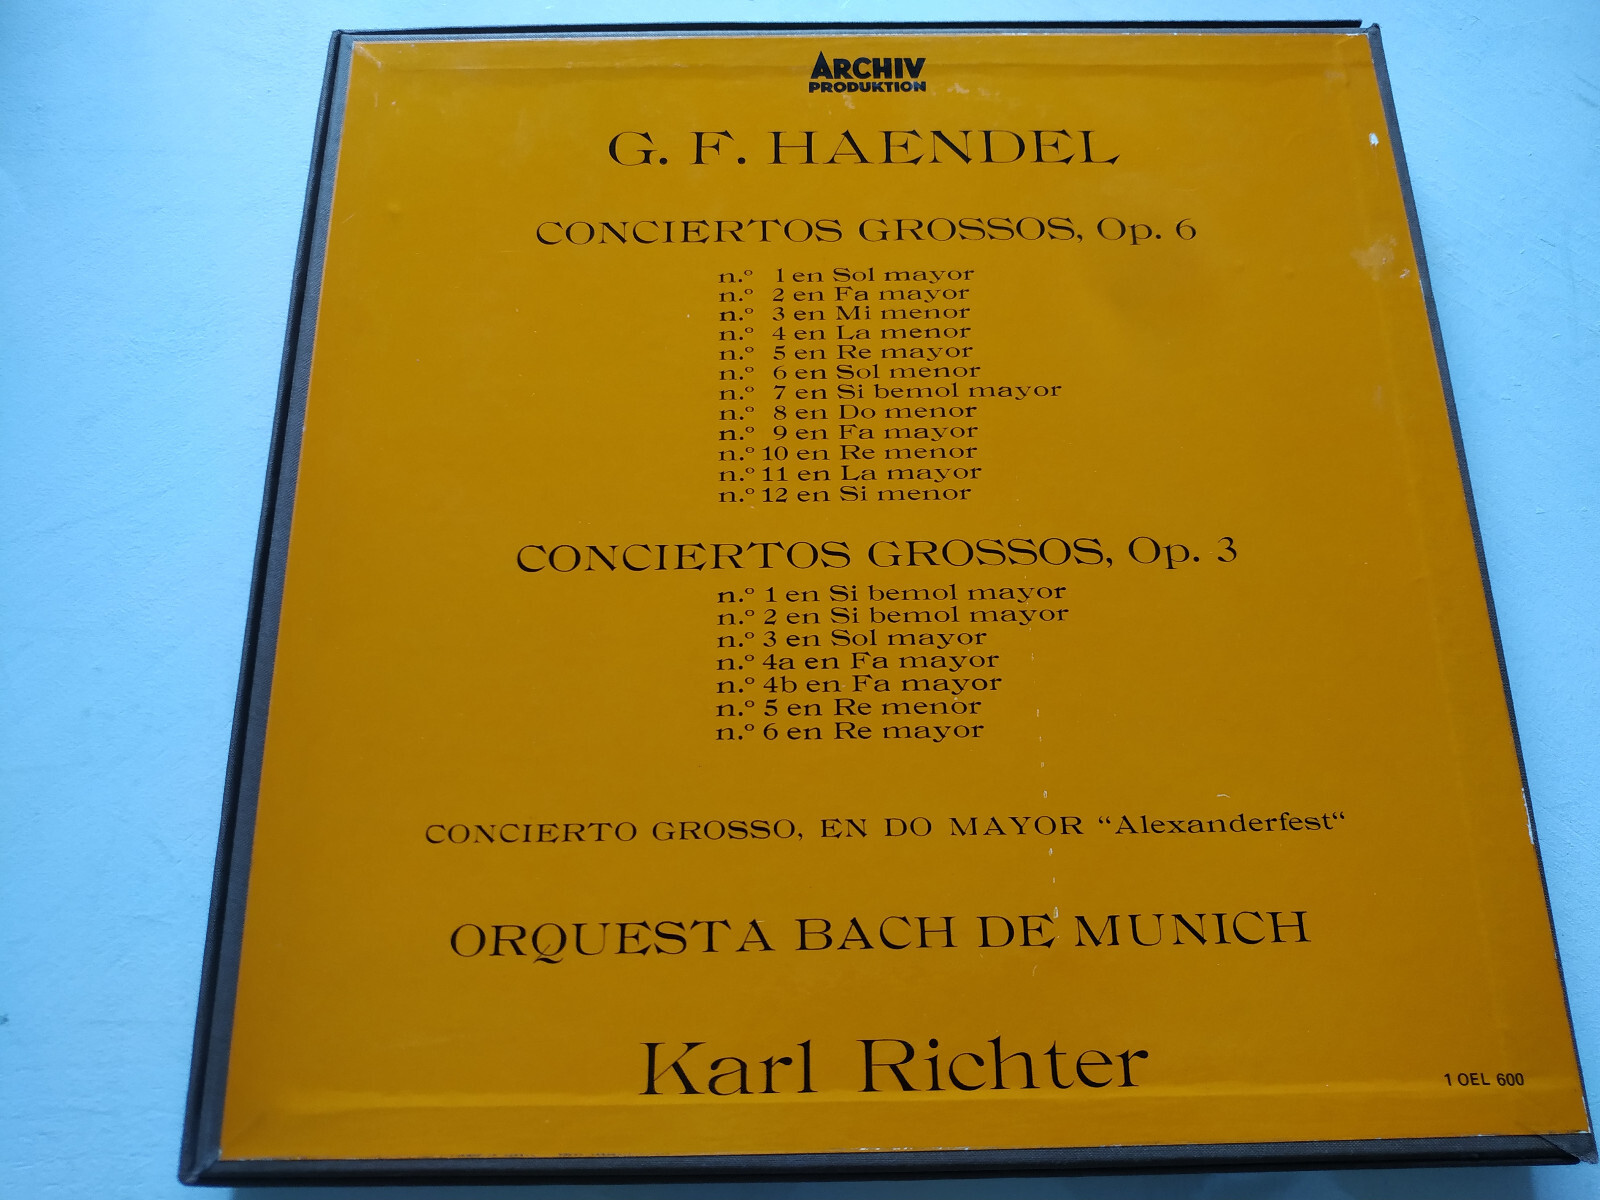 ARCHIV
PRODUKTION
G. F. HAENDEL
CONCIERTOS GROSSOS, Op. 6
n.º 1 en Sol mayor
n.º 2 en Fa mayor
n.º 3 en Mi menor
n.º 4 en La menor
n.º 5 en Re mayor
n.º 6 en Sol menor
n.º 7 en Si bemol mayor
n.º 8 en Do menor
n.º 9 en Fa mayor
n.º 10 en Re menor
n.º 11 en La mayor
n.º 12 en Si menor
CONCIERTOS GROSSOS, Op. 3
n.º 1 en Si bemol mayor
n.º 2 en Si bemol mayor
n.º 3 en Sol mayor
n.º 4a en Fa mayor
n.º 4b en Fa mayor
n.º 5 en Re menor
n.º 6 en Re mayor
CONCIERTO GROSSO, EN DO MAYOR “Alexanderfest“
ORQUESTA BACH DE MUNICH
Karl Richter
1 OEL 600